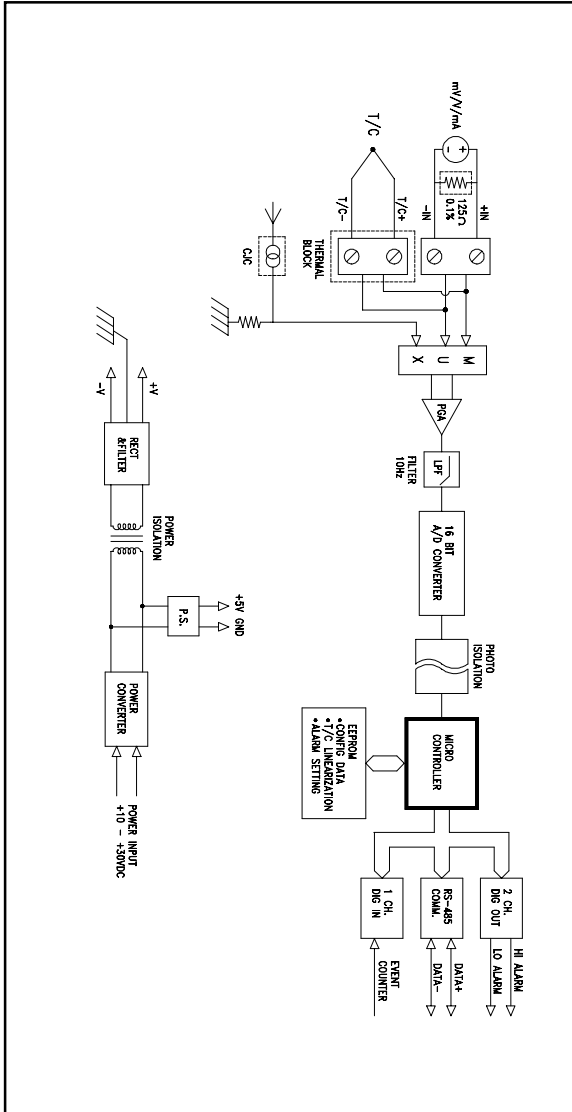 mV/V/mA
+
-
125Ω
0.1%
+IN
-IN
T/C
T/C+
T/C-
THERMAL
BLOCK
CJC
M
U
X
PGA
LPF
FILTER
10Hz
16 BIT
A/D CONVERTER
PHOTO
ISOLATION
MICRO
CONTROLLER
EEPROM
•CONFIG DATA
•T/C LINEARIZATION
•ALARM SETTING
2 CH.
DIG OUT
HI ALARM
LO ALARM
RS-485
COMM.
DATA+
DATA-
1 CH.
DIG IN
EVENT
COUNTER
+V
-V
RECT
&FILTER
POWER
ISOLATION
P.S.
+5V GND
POWER
CONVERTER
POWER INPUT
+10 - +30VDC